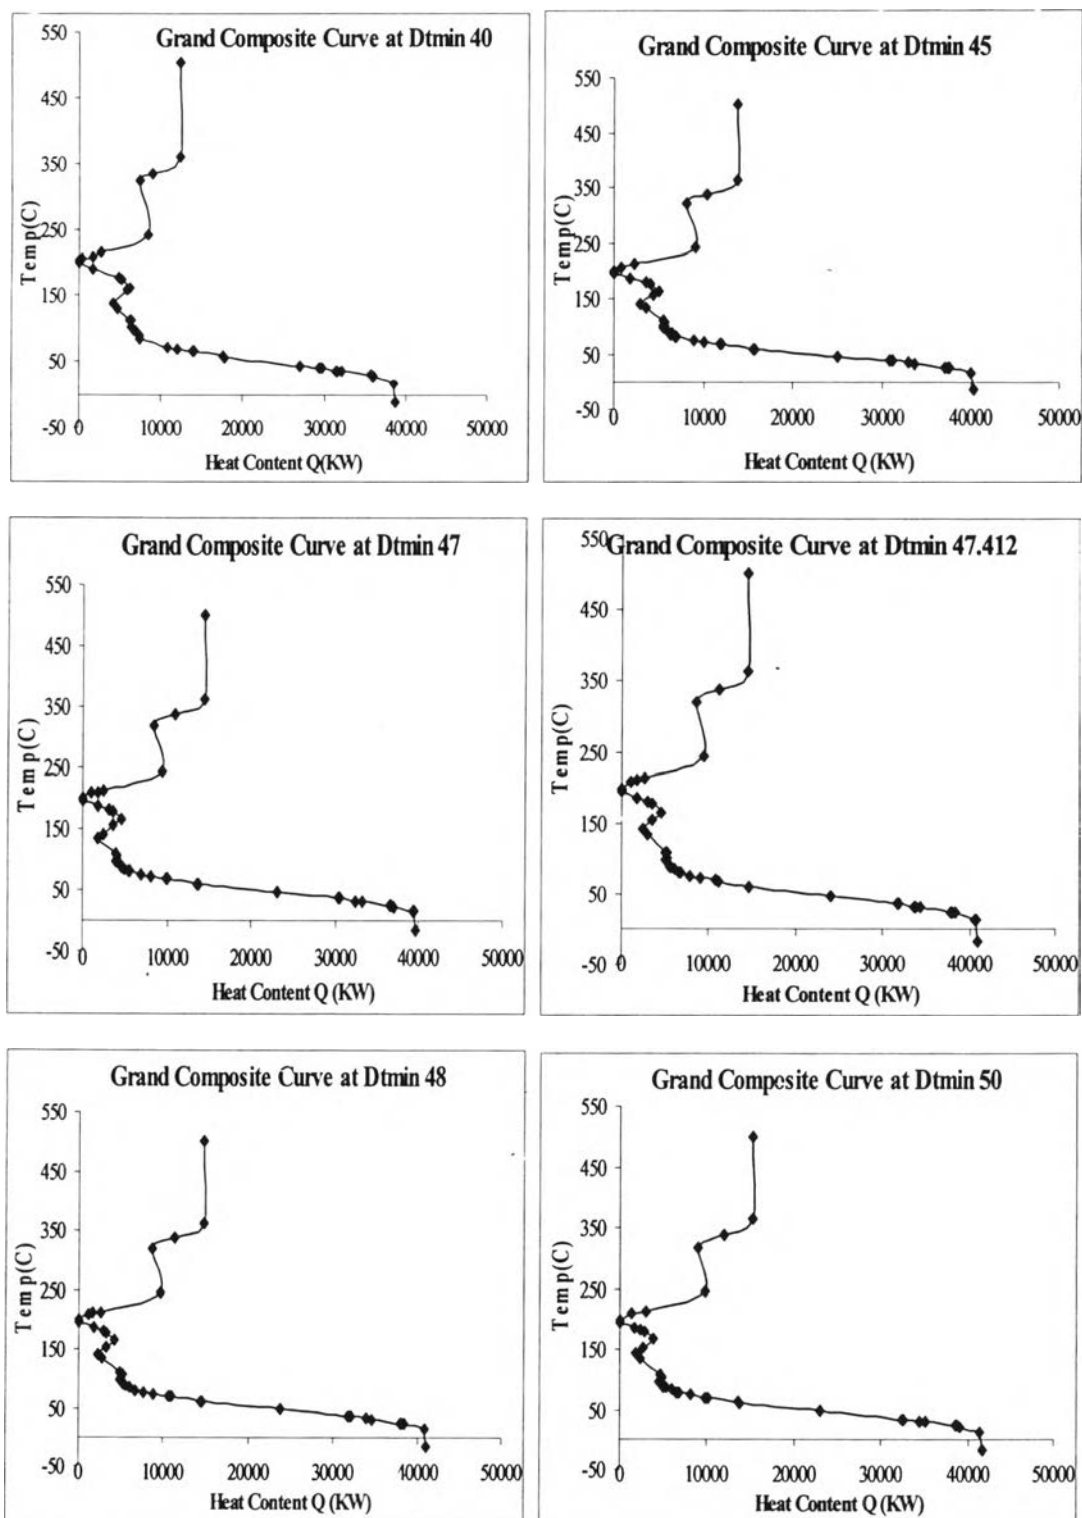 Grand Composite Curve at Dtmin 40
550
450
350
250
150
50
-50
Temp(C)
0 10000 20000 30000 40000 50000
Heat Content Q(KW)
Grand Composite Curve at Dtmin 45
550
450
350
250
150
50
-50
Temp(C)
0 10000 20000 30000 40000 50000
Heat Content Q(KW)
Grand Composite Curve at Dtmin 47
550
450
350
250
150
50
-50
Temp(C)
0 10000 20000 30000 40000 50000
Heat Content Q (KW)
Grand Composite Curve at Dtmin 47.412
550
450
350
250
150
50
-50
Temp(C)
0 10000 20000 30000 40000 50000
Heat Content Q (KW)
Grand Composite Curve at Dtmin 48
550
450
350
250
150
50
-50
Temp(C)
0 10000 20000 30000 40000 50000
Heat Content Q (KW)
Grand Composite Curve at Dtmin 50
550
450
350
250
150
50
-50
Temp(C)
0 10000 20000 30000 40000 50000
Heat Content Q (KW)